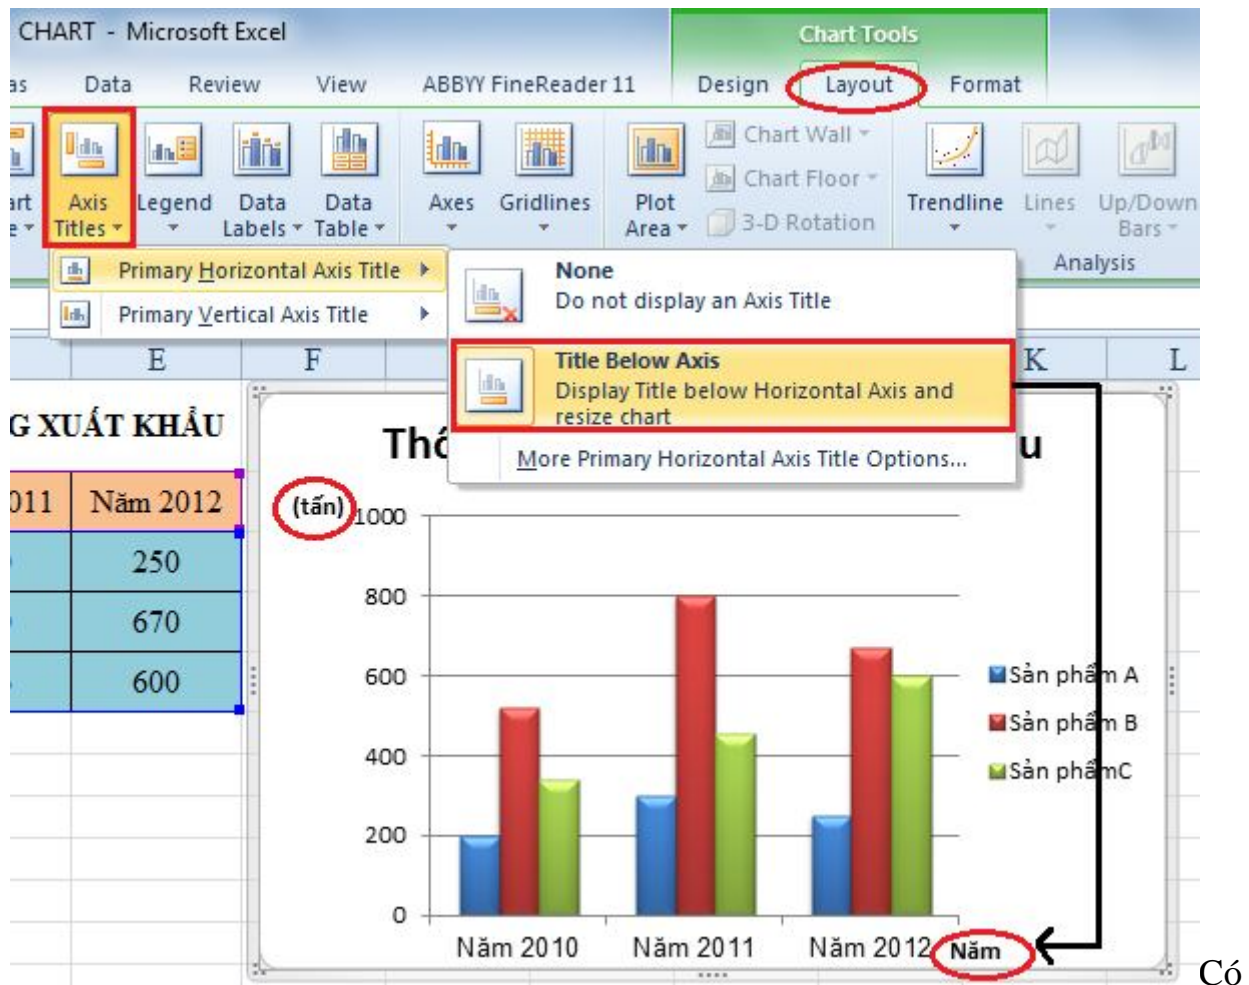 CHART - Microsoft Excel
Chart Tools
Data Review View ABBYY FineReader 11 Design Layout Format
Axis Titles
Legend
Data Labels
Data Table
Axes
Gridlines
Plot Area
Chart Wall
Chart Floor
3-D Rotation
Trendline
Lines
Up/Down Bars
Analysis
Primary Horizontal Axis Title
Primary Vertical Axis Title
None
Do not display an Axis Title
Title Below Axis
Display Title below Horizontal Axis and
resize chart
More Primary Horizontal Axis Title Options...
E F K L
G XUẤT KHẨU
011 Năm 2012
250
670
600
(tấn)
1000
800
600
400
200
0
Năm 2010 Năm 2011 Năm 2012 Năm
Sản phẩm A
Sản phẩm B
Sản phẩmC
Có